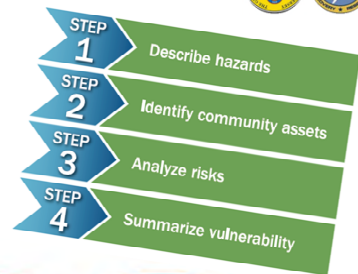 STEP
1
Describe hazards
STEP
2
Identify community assets
STEP
3
Analyze risks
STEP
4
Summarize vulnerability